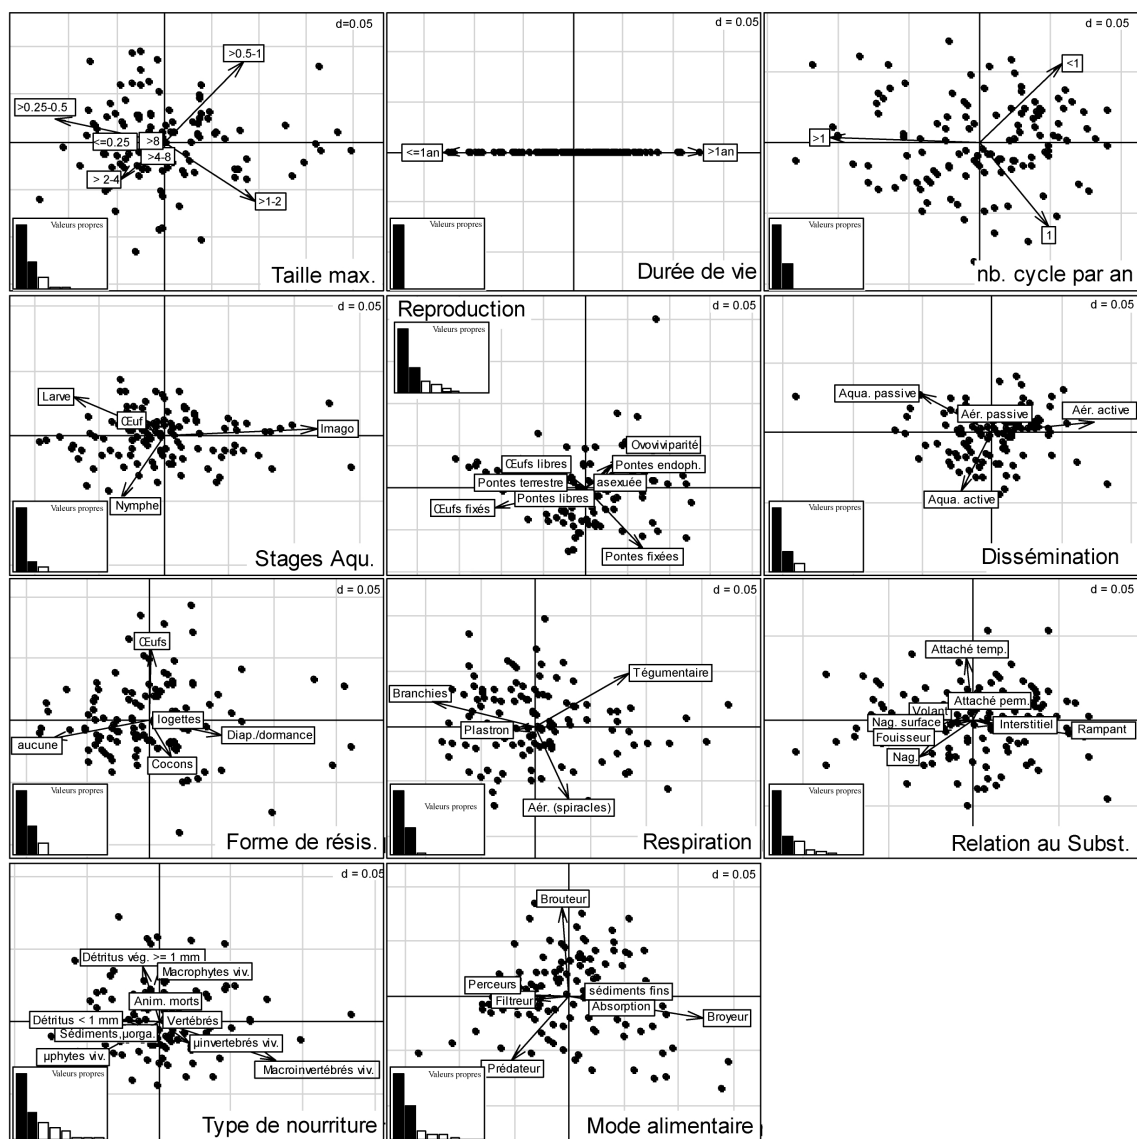 d=0.05
>0.5-1
>0.25-0.5
<=0.25
>8
>4-8
> 2-4
>1-2
Valeurs propres
Taille max.
d = 0.05
<=1an
>1an
Valeurs propres
Durée de vie
d = 0.05
<1
>1
1
Valeurs propres
nb. cycle par an
d = 0.05
Larve
Œuf
Imago
Nymphe
Valeurs propres
Stages Aqu.
Reproduction
d = 0.05
Valeurs propres
Ovoviviparité
Œufs libres
Pontes endoph.
Pontes terrestre
asexuée
Pontes libres
Œufs fixés
Pontes fixées
d = 0.05
Aqua. passive
Aér. passive
Aér. active
Aqua. active
Valeurs propres
Dissémination
d = 0.05
Œufs
logettes
aucune
Diap./dormance
Cocons
Valeurs propres
Forme de résis.
d = 0.05
Tégumentaire
Branchies
Plastron
Aér. (spiracles)
Valeurs propres
Respiration
d = 0.05
Attaché temp.
Attaché perm.
Volant
Nag. surface
Interstitiel
Rampant
Fouisseur
Nag.
Valeurs propres
Relation au Subst.
d = 0.05
Détritus vég. >= 1 mm
Macrophytes viv.
Anim. morts
Détritus < 1 mm
Vertébrés
Sédiments,µorga.
µinvertebrés viv.
µphytes viv.
Macroinvertébrés viv.
Valeurs propres
Type de nourriture
d = 0.05
Brouteur
Perceurs
sédiments fins
Filtreur
Absorption
Broyeur
Prédateur
Valeurs propres
Mode alimentaire